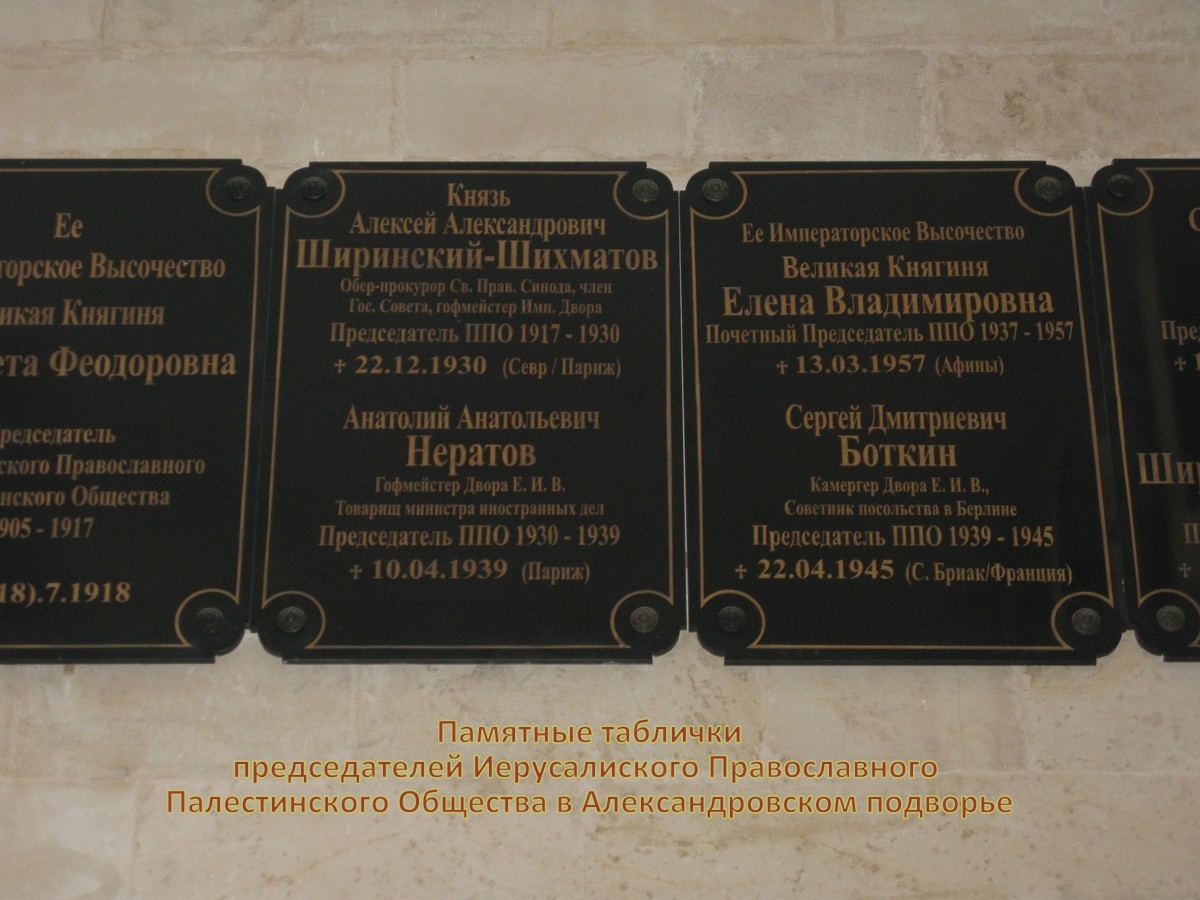 Ее
торское Высочество
икая Княгиня
ета Феодоровна
редседатель
ского Православного
нского Общества
905 - 1917
18).7.1918
Князь
Алексей Александрович
Ширинский-Шихматов
Обер-прокурор Св. Прав. Синода, член
Гос. Совета, гофмейстер Имп. Двора
Председатель ППО 1917 - 1930
✝ 22.12.1930 (Севр / Париж)
Анатолий Анатольевич
Нератов
Гофмейстер Двора Е. И. В.
Товарищ министра иностранных дел
Председатель ППО 1930 - 1939
✝ 10.04.1939 (Париж)
Ее Императорское Высочество
Великая Княгиня
Елена Владимировна
Почетный Председатель ППО 1937 - 1957
✝ 13.03.1957 (Афины)
Сергей Дмитриевич
Боткин
Камергер Двора Е. И. В.,
Советник посольства в Берлине
Председатель ППО 1939 - 1945
✝ 22.04.1945 (С. Бриак/Франция)
Пред
✝ 1
Шир
П
✝
Памятные таблички
председателей Иерусалиского Православного
Палестинского Общества в Александровском подворье